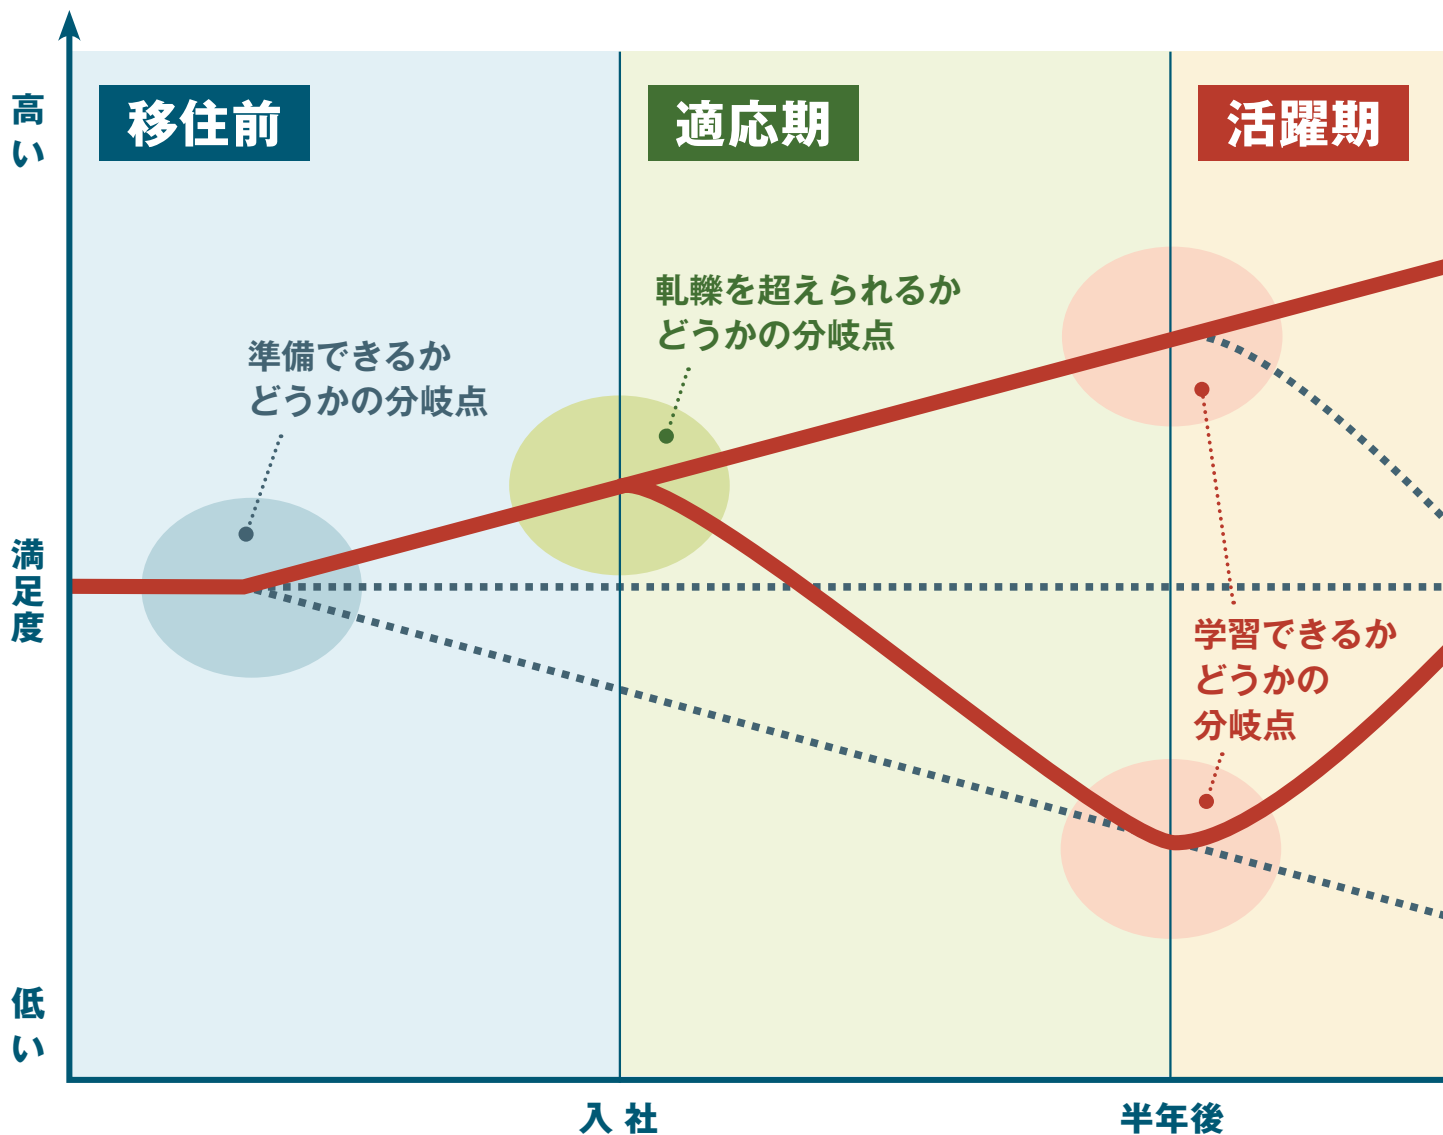 高い
移住前
適応期
活躍期
軋轢を超えられるか
どうかの分岐点
準備できるか
どうかの分岐点
満足度
学習できるか
どうかの
分岐点
低い
入社
半年後